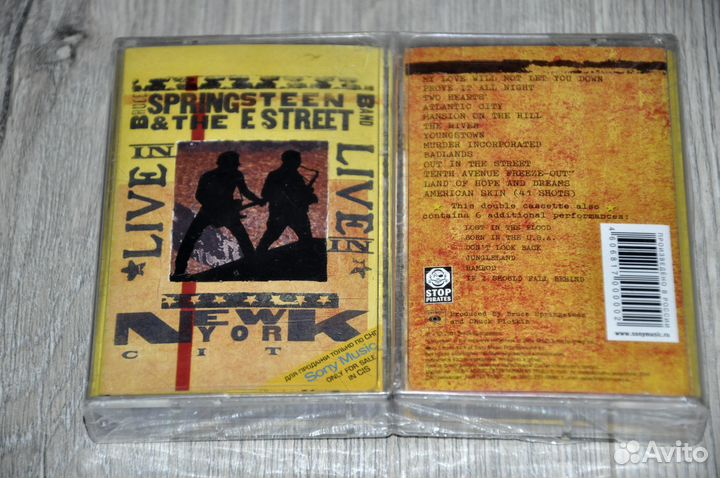 BRUCE SPRINGSTEEN
& THE E STREET BAND
LIVE IN
LIVE IN
NEW YORK
CITY
ДЛЯ ПРОДАЖИ ТОЛЬКО ПО СНГ
Sony Music
ONLY FOR SALE
IN CIS
MY LOVE WILL NOT LET YOU DOWN
PROVE IT ALL NIGHT
TWO HEARTS
ATLANTIC CITY
MANSION ON THE HILL
THE RIVER
YOUNGSTOWN
MURDER INCORPORATED
BADLANDS
OUT IN THE STREET
TENTH AVENUE FREEZE-OUT
LAND OF HOPE AND DREAMS
AMERICAN SKIN (41 SHOTS)
This double cassette also
contains 6 additional performances:
LOST IN THE FLOOD
BORN IN THE U.S.A.
DON'T LOOK BACK
JUNGLELAND
RAMROD
IF I SHOULD FALL BEHIND
STOP
PIRATES
Produced by Bruce Springsteen
and Chuck Plotkin
ПРОИЗВЕДЕНО В РОССИИ
www.sonymusic.ru
Avito